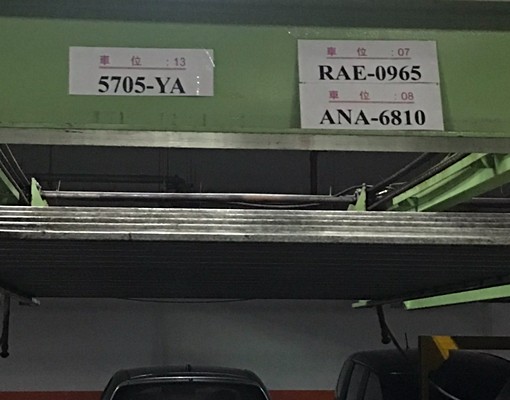 車 位 :13
5705-YA
車 位 :07
RAE-0965
車 位 :08
ANA-6810